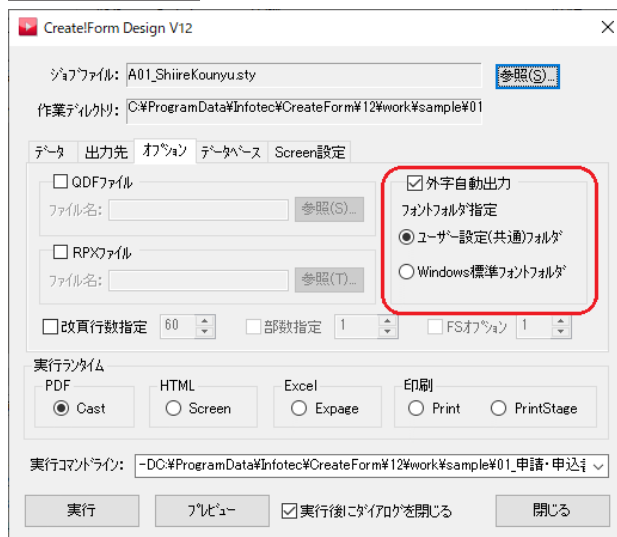 Create!Form Design V12
ｼﾞｮﾌﾞﾌｧｲﾙ: A01_ShiireKounyu.sty 参照(S)...
作業ﾃﾞｨﾚｸﾄﾘ: C:¥ProgramData¥Infotec¥CreateForm¥12¥work¥sample¥01
ﾃﾞｰﾀ 出力先 ｵﾌﾟｼｮﾝ ﾃﾞｰﾀﾍﾞｰｽ Screen設定
QDFﾌｧｲﾙ
ﾌｧｲﾙ名: 参照(S)...
RPXﾌｧｲﾙ
ﾌｧｲﾙ名: 参照(T)...
外字自動出力
ﾌｫﾝﾄﾌｫﾙﾀﾞ指定
ﾕｰｻﾞｰ設定(共通)ﾌｫﾙﾀﾞ
Windows標準ﾌｫﾝﾄﾌｫﾙﾀﾞ
改頁行数指定 60 部数指定 1 FSｵﾌﾟｼｮﾝ 1
実行ﾗﾝﾀｲﾑ
PDF HTML Excel 印刷
Cast Screen Expage Print PrintStage
実行ｺﾏﾝﾄﾞﾗｲﾝ: -DC:¥ProgramData¥Infotec¥CreateForm¥12¥work¥sample¥01_申請・申込
実行 ﾌﾟﾚﾋﾞｭｰ 実行後にﾀﾞｲｱﾛｸﾞを閉じる 閉じる